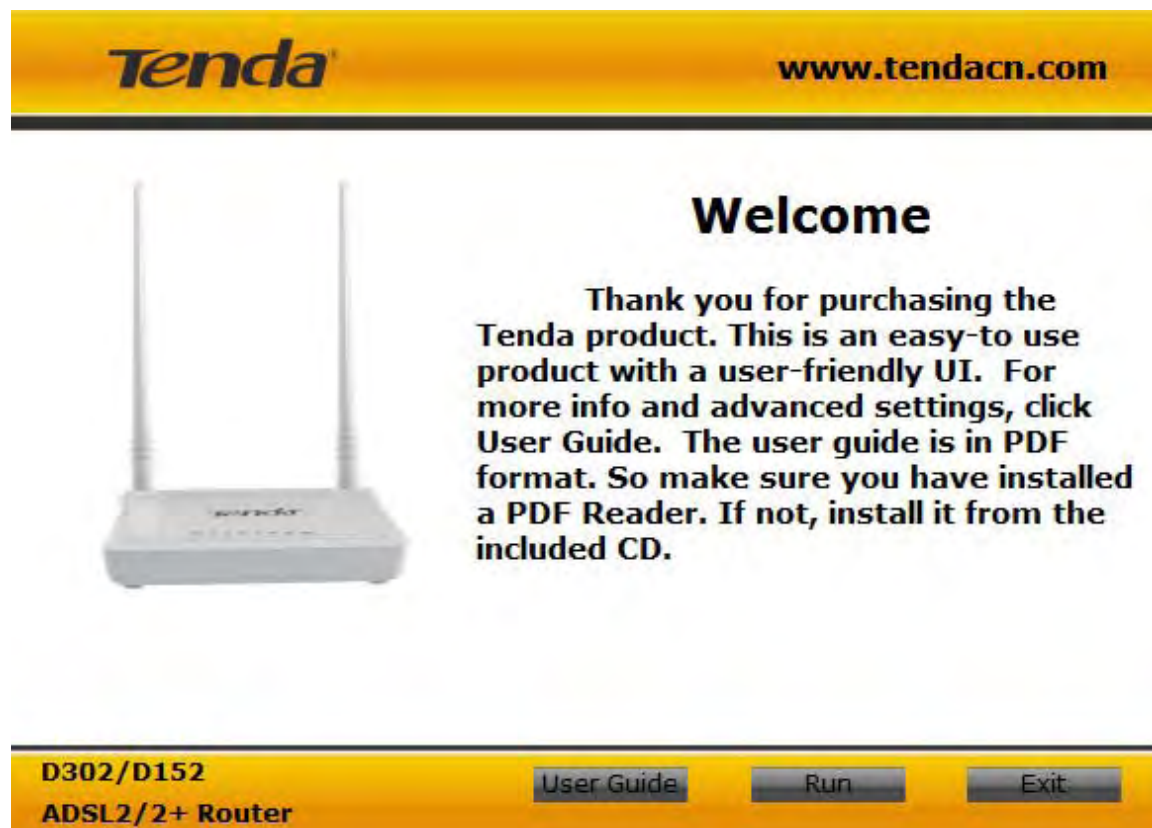 Tenda
www.tendacn.com
Welcome
Thank you for purchasing the
Tenda product. This is an easy-to use
product with a user-friendly UI.  For
more info and advanced settings, click
User Guide.  The user guide is in PDF
format. So make sure you have installed
a PDF Reader. If not, install it from the
included CD.
Tenda
D302/D152
ADSL2/2+ Router
User Guide
Run
Exit